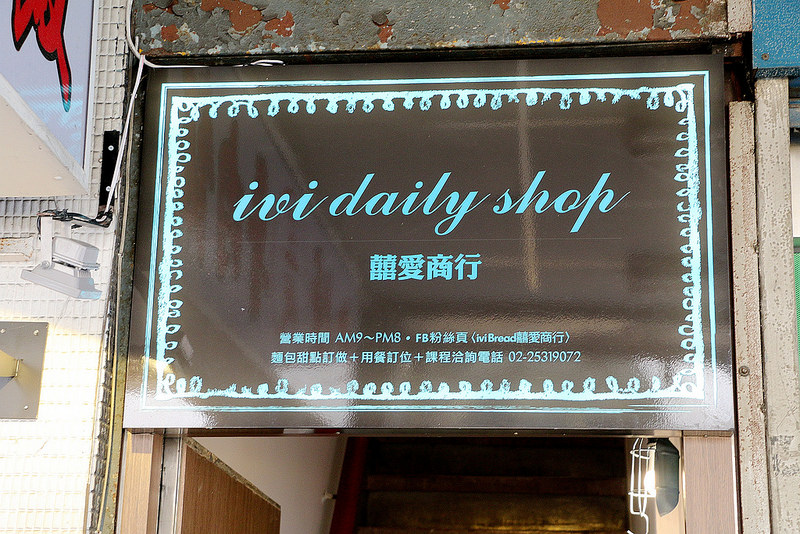 ivi daily shop
囍愛商行
營業時間 AM9～PM8・FB粉絲頁〈iviBread囍愛商行〉
麵包甜點訂做＋用餐訂位＋課程洽詢電話 02-25319072